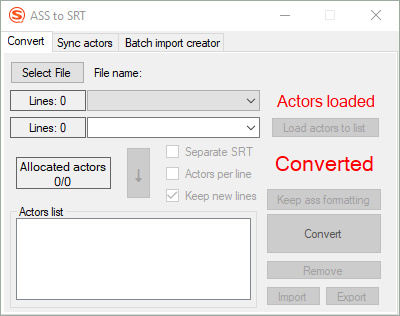 ASS to SRT
Convert
Sync actors
Batch import creator
Select File
File name:
Lines: 0
Actors loaded
Lines: 0
Load actors to list
Separate SRT
Allocated actors
0/0
↓
Actors per line
Converted
Keep new lines
Keep ass formatting
Actors list
Convert
Remove
Import
Export